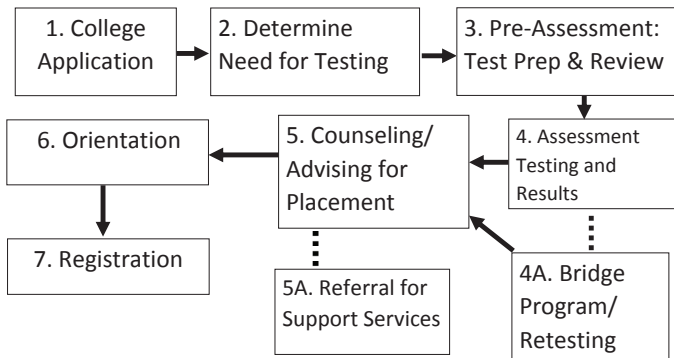 1. College
Application
2. Determine
Need for Testing
3. Pre-Assessment:
Test Prep & Review
4. Assessment
Testing and
Results
5. Counseling/
Advising for
Placement
6. Orientation
7. Registration
5A. Referral for
Support Services
4A. Bridge
Program/
Retesting